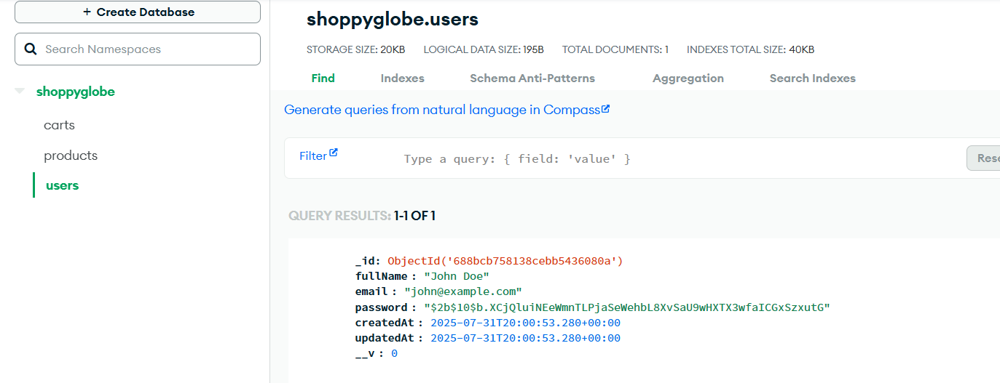 + Create Database
Search Namespaces
shoppyglobe
carts
products
users
shoppyglobe.users
STORAGE SIZE: 20KB LOGICAL DATA SIZE: 195B TOTAL DOCUMENTS: 1 INDEXES TOTAL SIZE: 40KB
Find Indexes Schema Anti-Patterns Aggregation Search Indexes
Generate queries from natural language in Compass
Filter Type a query: { field: 'value' } Rese
QUERY RESULTS: 1-1 OF 1
_id: ObjectId('688bcb758138cebb5436080a')
fullName : "John Doe"
email : "john@example.com"
password : "$2b$10$b.XCjQluiNEeWmnTLPjaSeWehbL8XvSaU9wHXTX3wfaICGxSzxutG"
createdAt : 2025-07-31T20:00:53.280+00:00
updatedAt : 2025-07-31T20:00:53.280+00:00
__v : 0